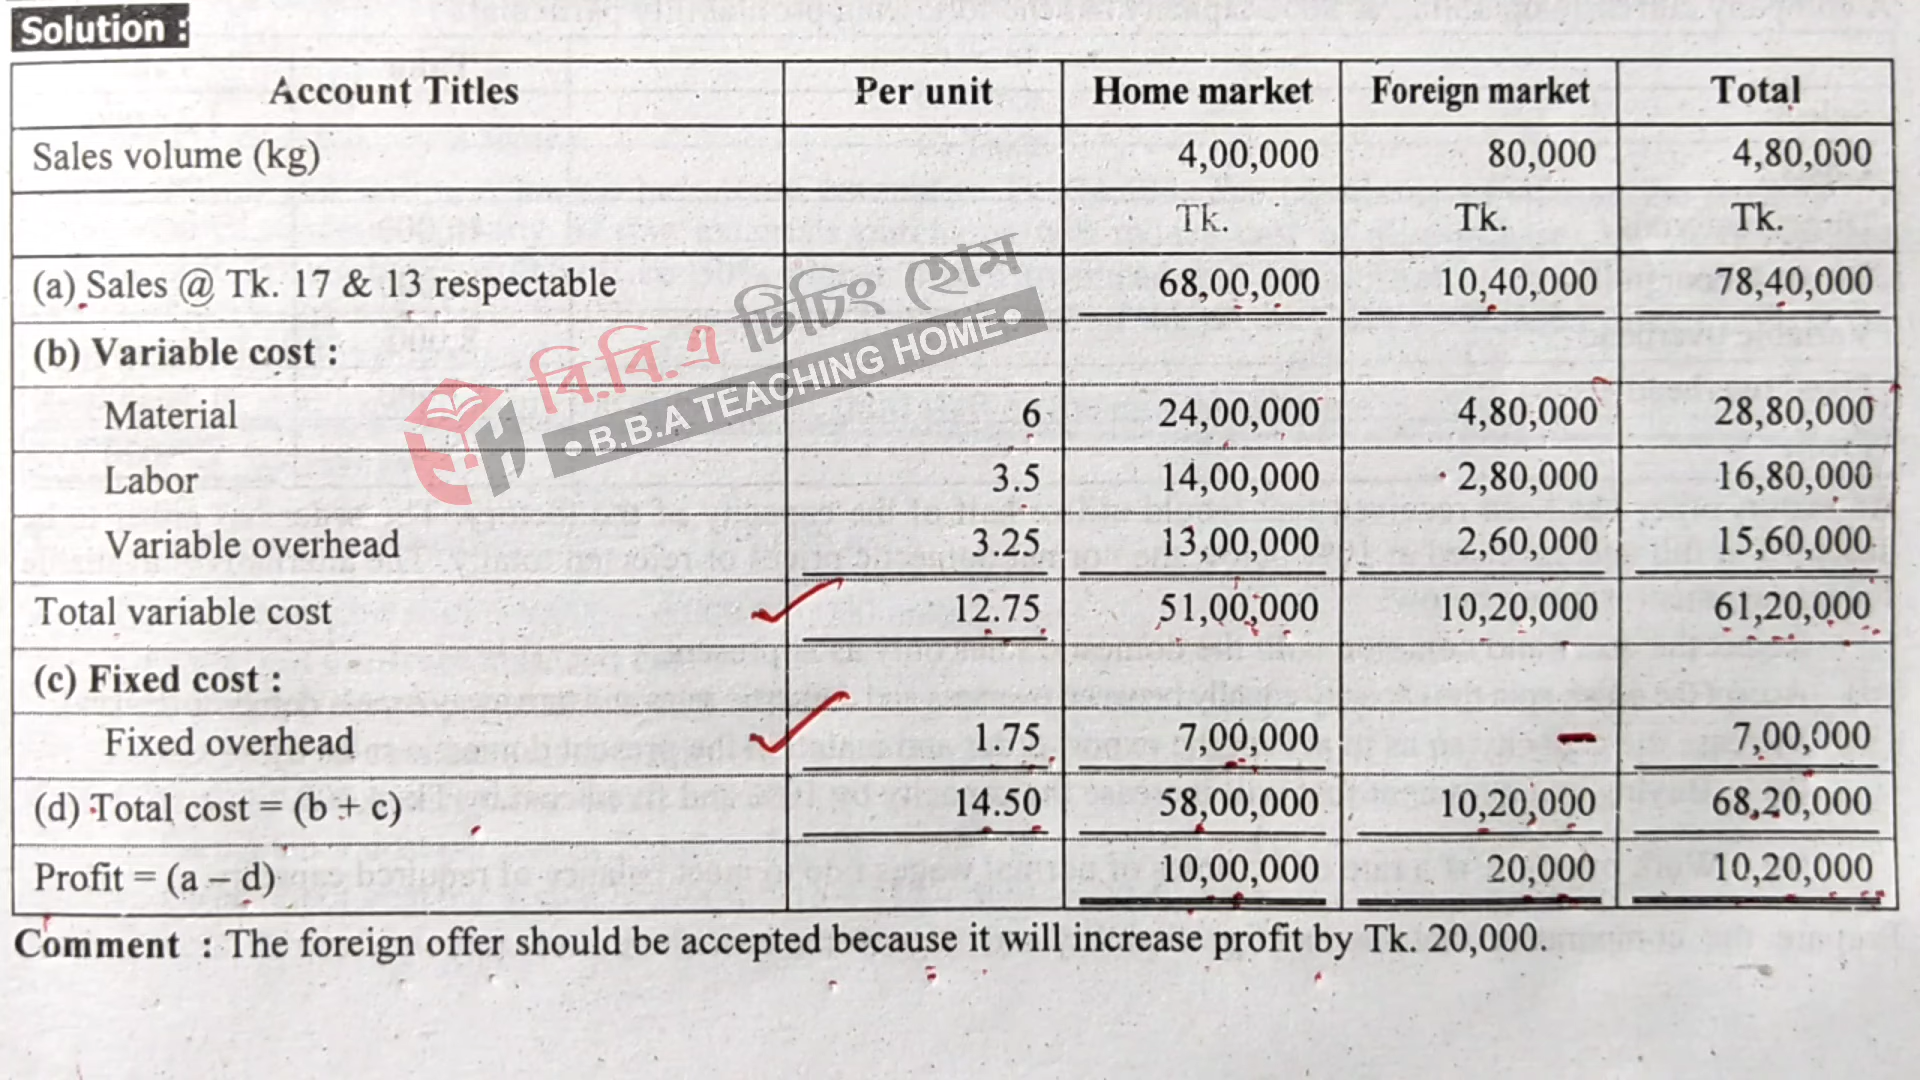 Solution :
Account Titles Per unit Home market Foreign market Total
Sales volume (kg) 4,00,000 80,000 4,80,000
Tk. Tk. Tk.
(a) Sales @ Tk. 17 & 13 respectable 68,00,000 10,40,000 78,40,000
(b) Variable cost :
Material 6 24,00,000 4,80,000 28,80,000
Labor 3.5 14,00,000 2,80,000 16,80,000
Variable overhead 3.25 13,00,000 2,60,000 15,60,000
Total variable cost 12.75 51,00,000 10,20,000 61,20,000
(c) Fixed cost :
Fixed overhead 1.75 7,00,000 – 7,00,000
(d) Total cost = (b + c) 14.50 58,00,000 10,20,000 68,20,000
Profit = (a – d) 10,00,000 20,000 10,20,000
Comment : The foreign offer should be accepted because it will increase profit by Tk. 20,000.
বি.বি.এ টিচিং হোম
• B.B.A TEACHING HOME •